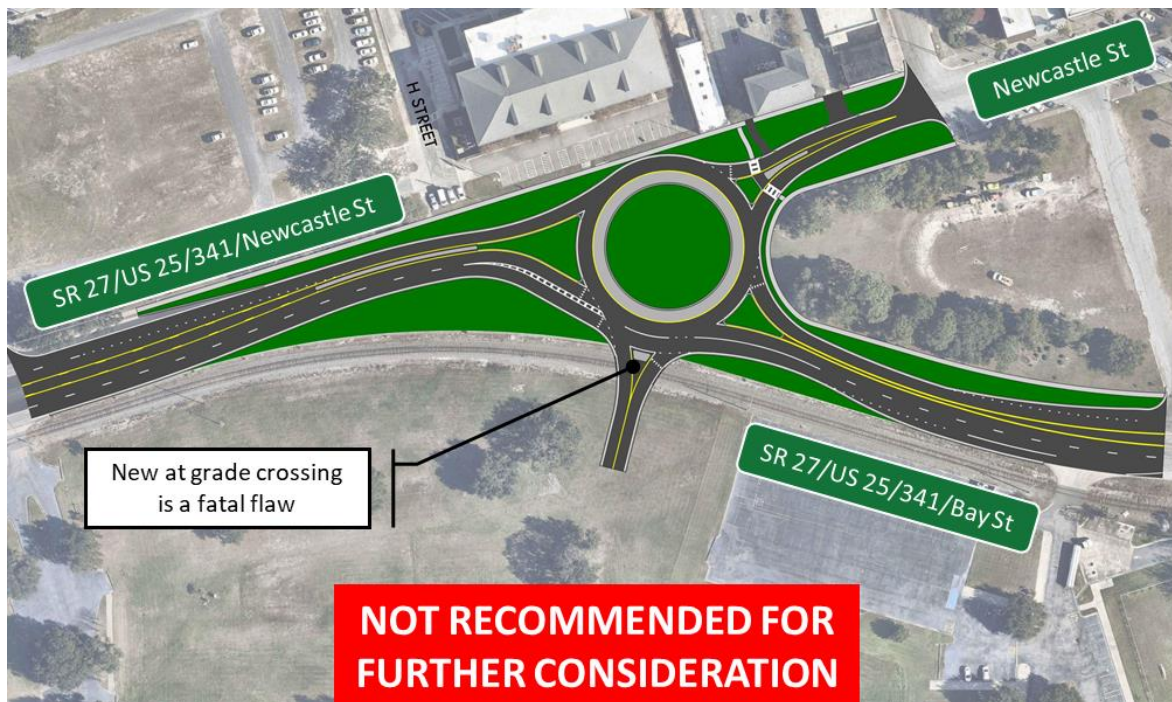 Newcastle St
H STREET
SR 27/US 25/341/Newcastle St
New at grade crossing
is a fatal flaw
SR 27/US 25/341/Bay St
NOT RECOMMENDED FOR
FURTHER CONSIDERATION